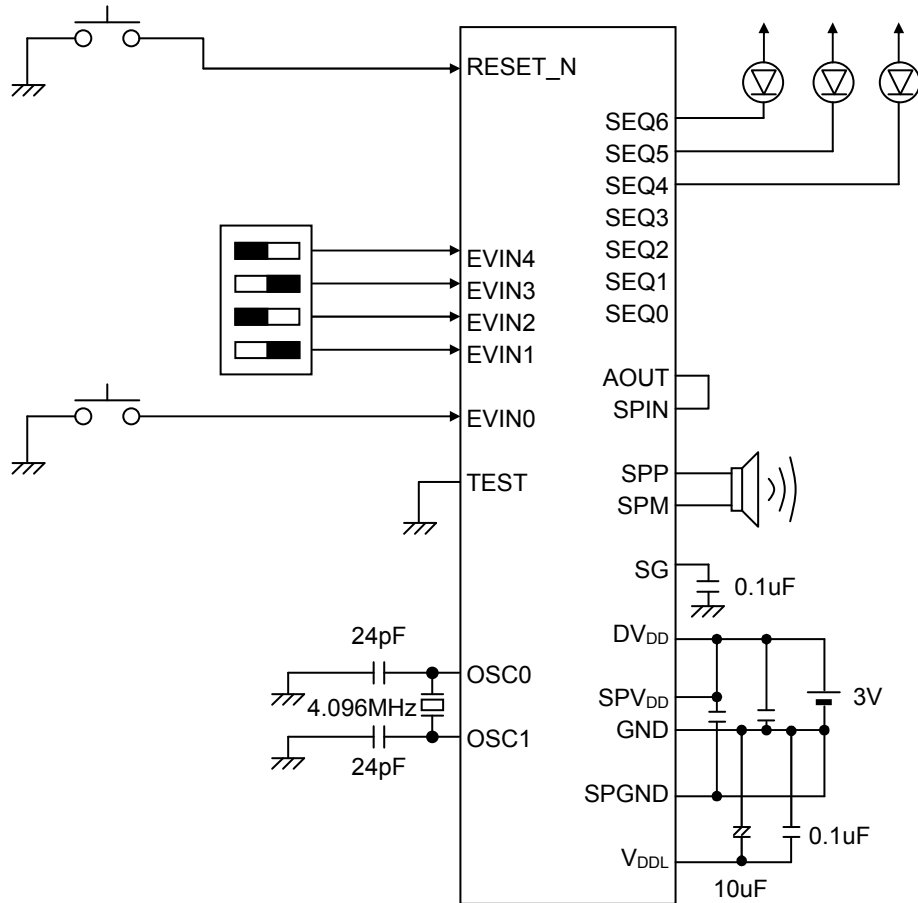 RESET_N
SEQ6
SEQ5
SEQ4
SEQ3
SEQ2
SEQ1
SEQ0
EVIN4
EVIN3
EVIN2
EVIN1
EVIN0
TEST
AOUT
SPIN
SPP
SPM
SG
0.1uF
24pF
OSC0
4.096MHz
OSC1
24pF
DVDD
SPVDD
3V
GND
SPGND
0.1uF
VDDL
10uF